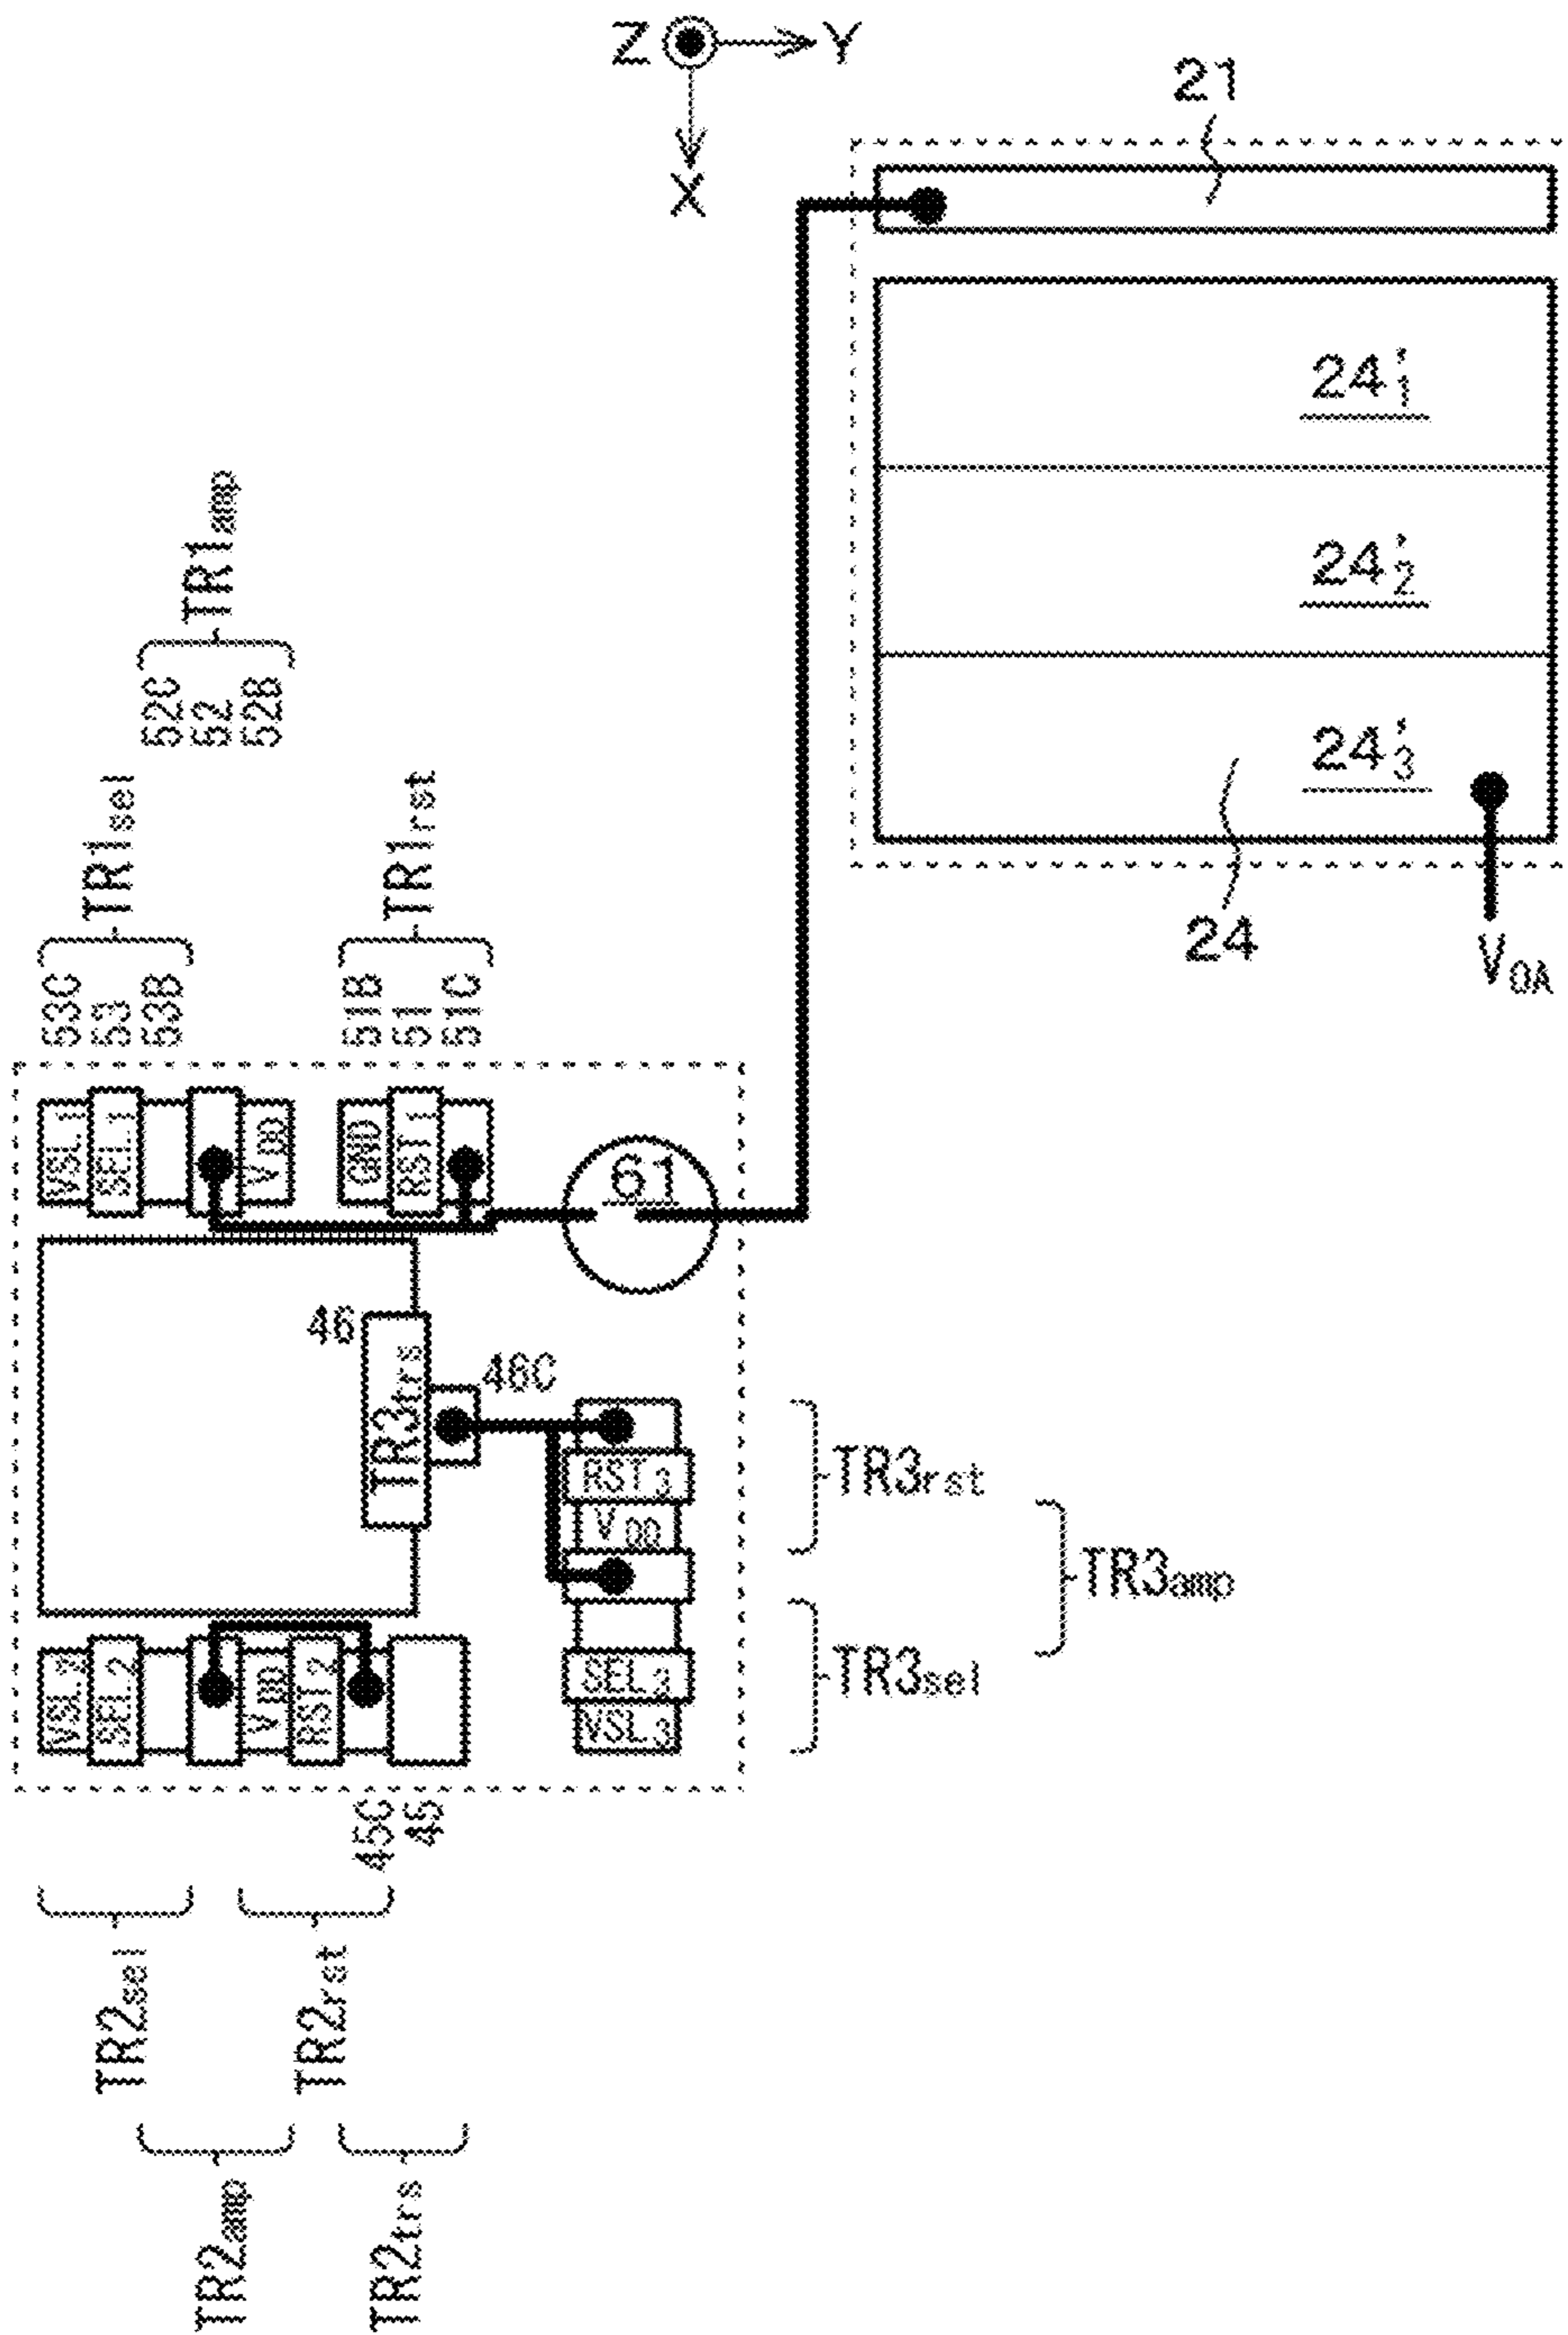 Z
Y
X
21
24'1
24'2
24'3
24
VOA
TR1amp
52C
52
52B
TR1sel
53C
53
53B
TR1rst
51B
51
51C
VSL1
SEL1
VDD
GND
RST1
61
46
TR3trs
46C
RST3
VDD
SEL3
VSL3
TR3rst
TR3amp
TR3sel
VSL2
SEL2
VDD
RST2
45C
45
TR2sel
TR2rst
TR2amp
TR2trs